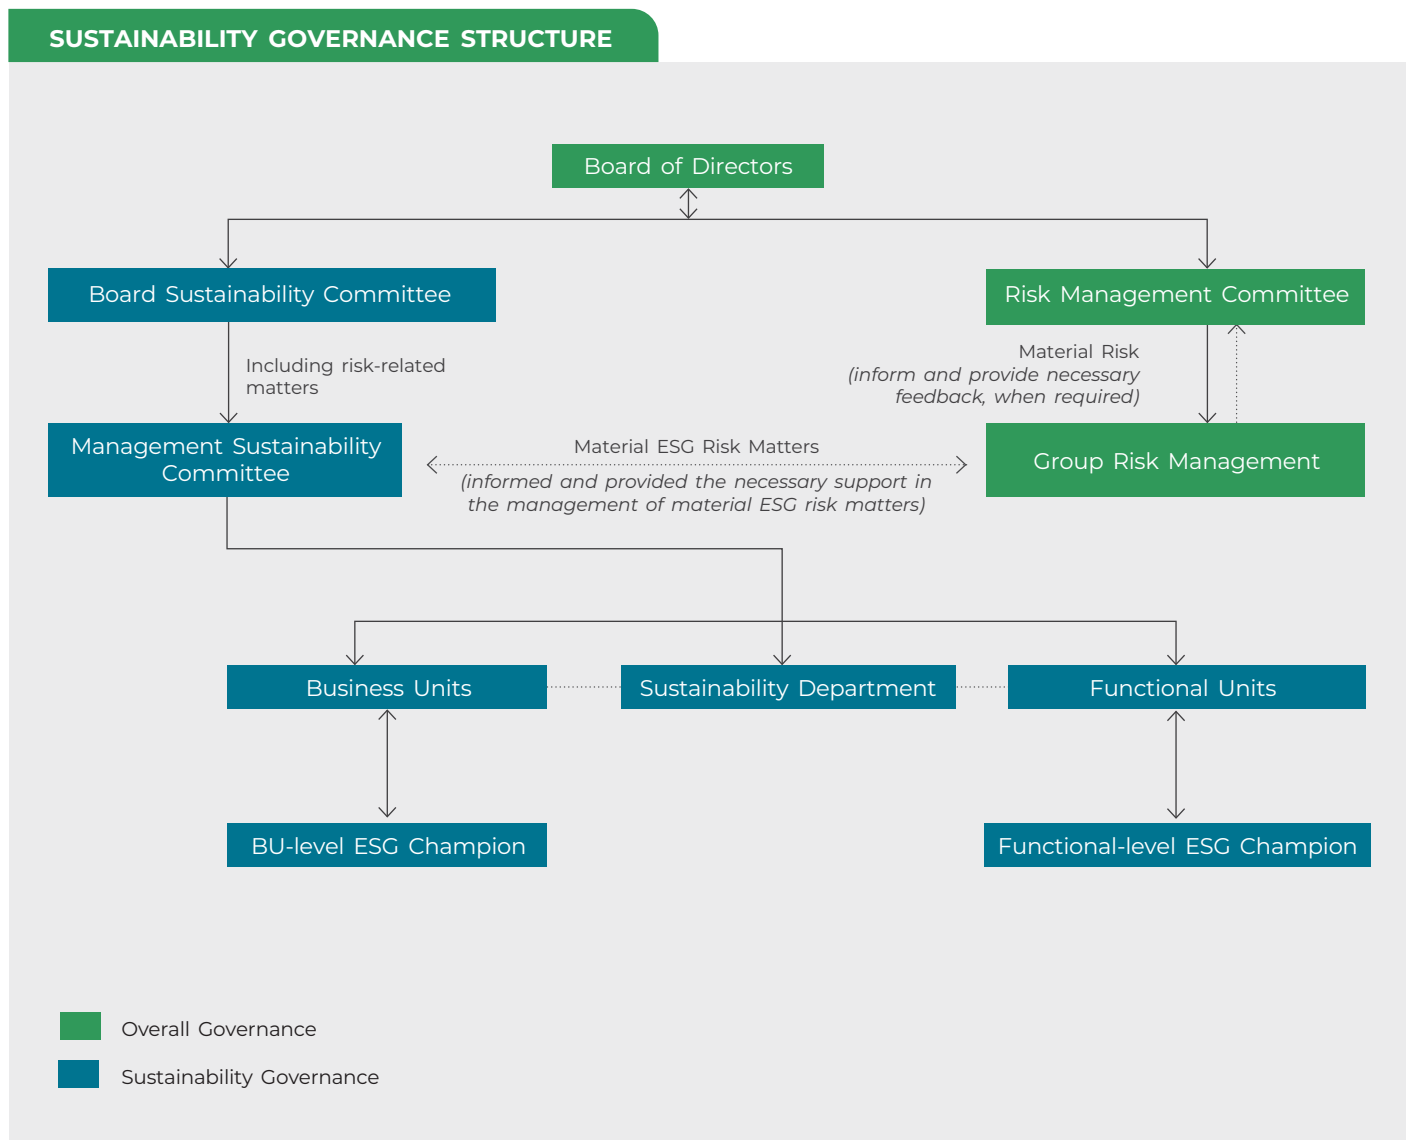 SUSTAINABILITY GOVERNANCE STRUCTURE
Board of Directors
Board Sustainability Committee
Risk Management Committee
Including risk-related
matters
Material Risk
(inform and provide necessary
feedback, when required)
Management Sustainability
Committee
Material ESG Risk Matters
(informed and provided the necessary support in
the management of material ESG risk matters)
Group Risk Management
Business Units
Sustainability Department
Functional Units
BU-level ESG Champion
Functional-level ESG Champion
Overall Governance
Sustainability Governance